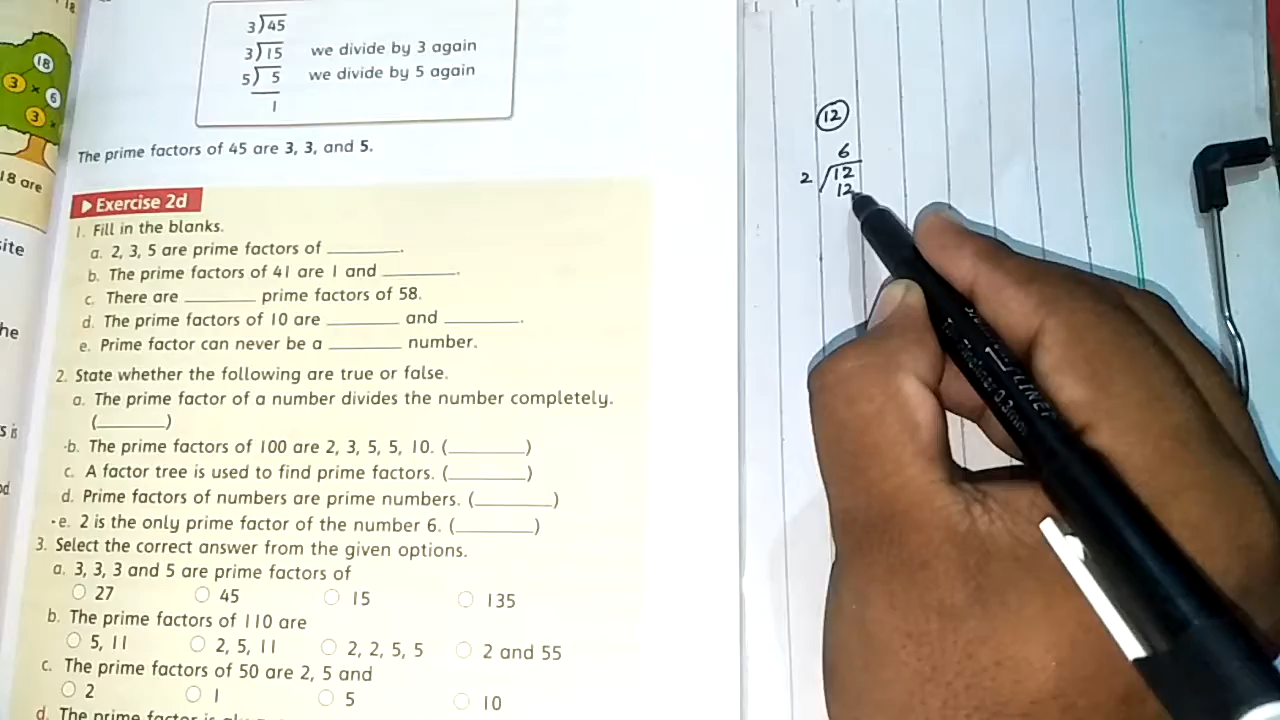 18
3
45
3
15
we divide by 3 again
5
5
we divide by 5 again
1
18
3 × 6
3 ×
18 are
The prime factors of 45 are 3, 3, and 5.
Exercise 2d
1. Fill in the blanks.
a. 2, 3, 5 are prime factors of ________.
b. The prime factors of 41 are 1 and ________.
c. There are ________ prime factors of 58.
d. The prime factors of 10 are ________ and ________.
e. Prime factor can never be a ________ number.
2. State whether the following are true or false.
a. The prime factor of a number divides the number completely.
(________)
b. The prime factors of 100 are 2, 3, 5, 5, 10. (________)
c. A factor tree is used to find prime factors. (________)
d. Prime factors of numbers are prime numbers. (________)
e. 2 is the only prime factor of the number 6. (________)
3. Select the correct answer from the given options.
a. 3, 3, 3 and 5 are prime factors of
27 45 15 135
b. The prime factors of 110 are
5, 11 2, 5, 11 2, 2, 5, 5 2 and 55
c. The prime factors of 50 are 2, 5 and
2 1 5 10
d. The prime factor is
12
6
2 12
12